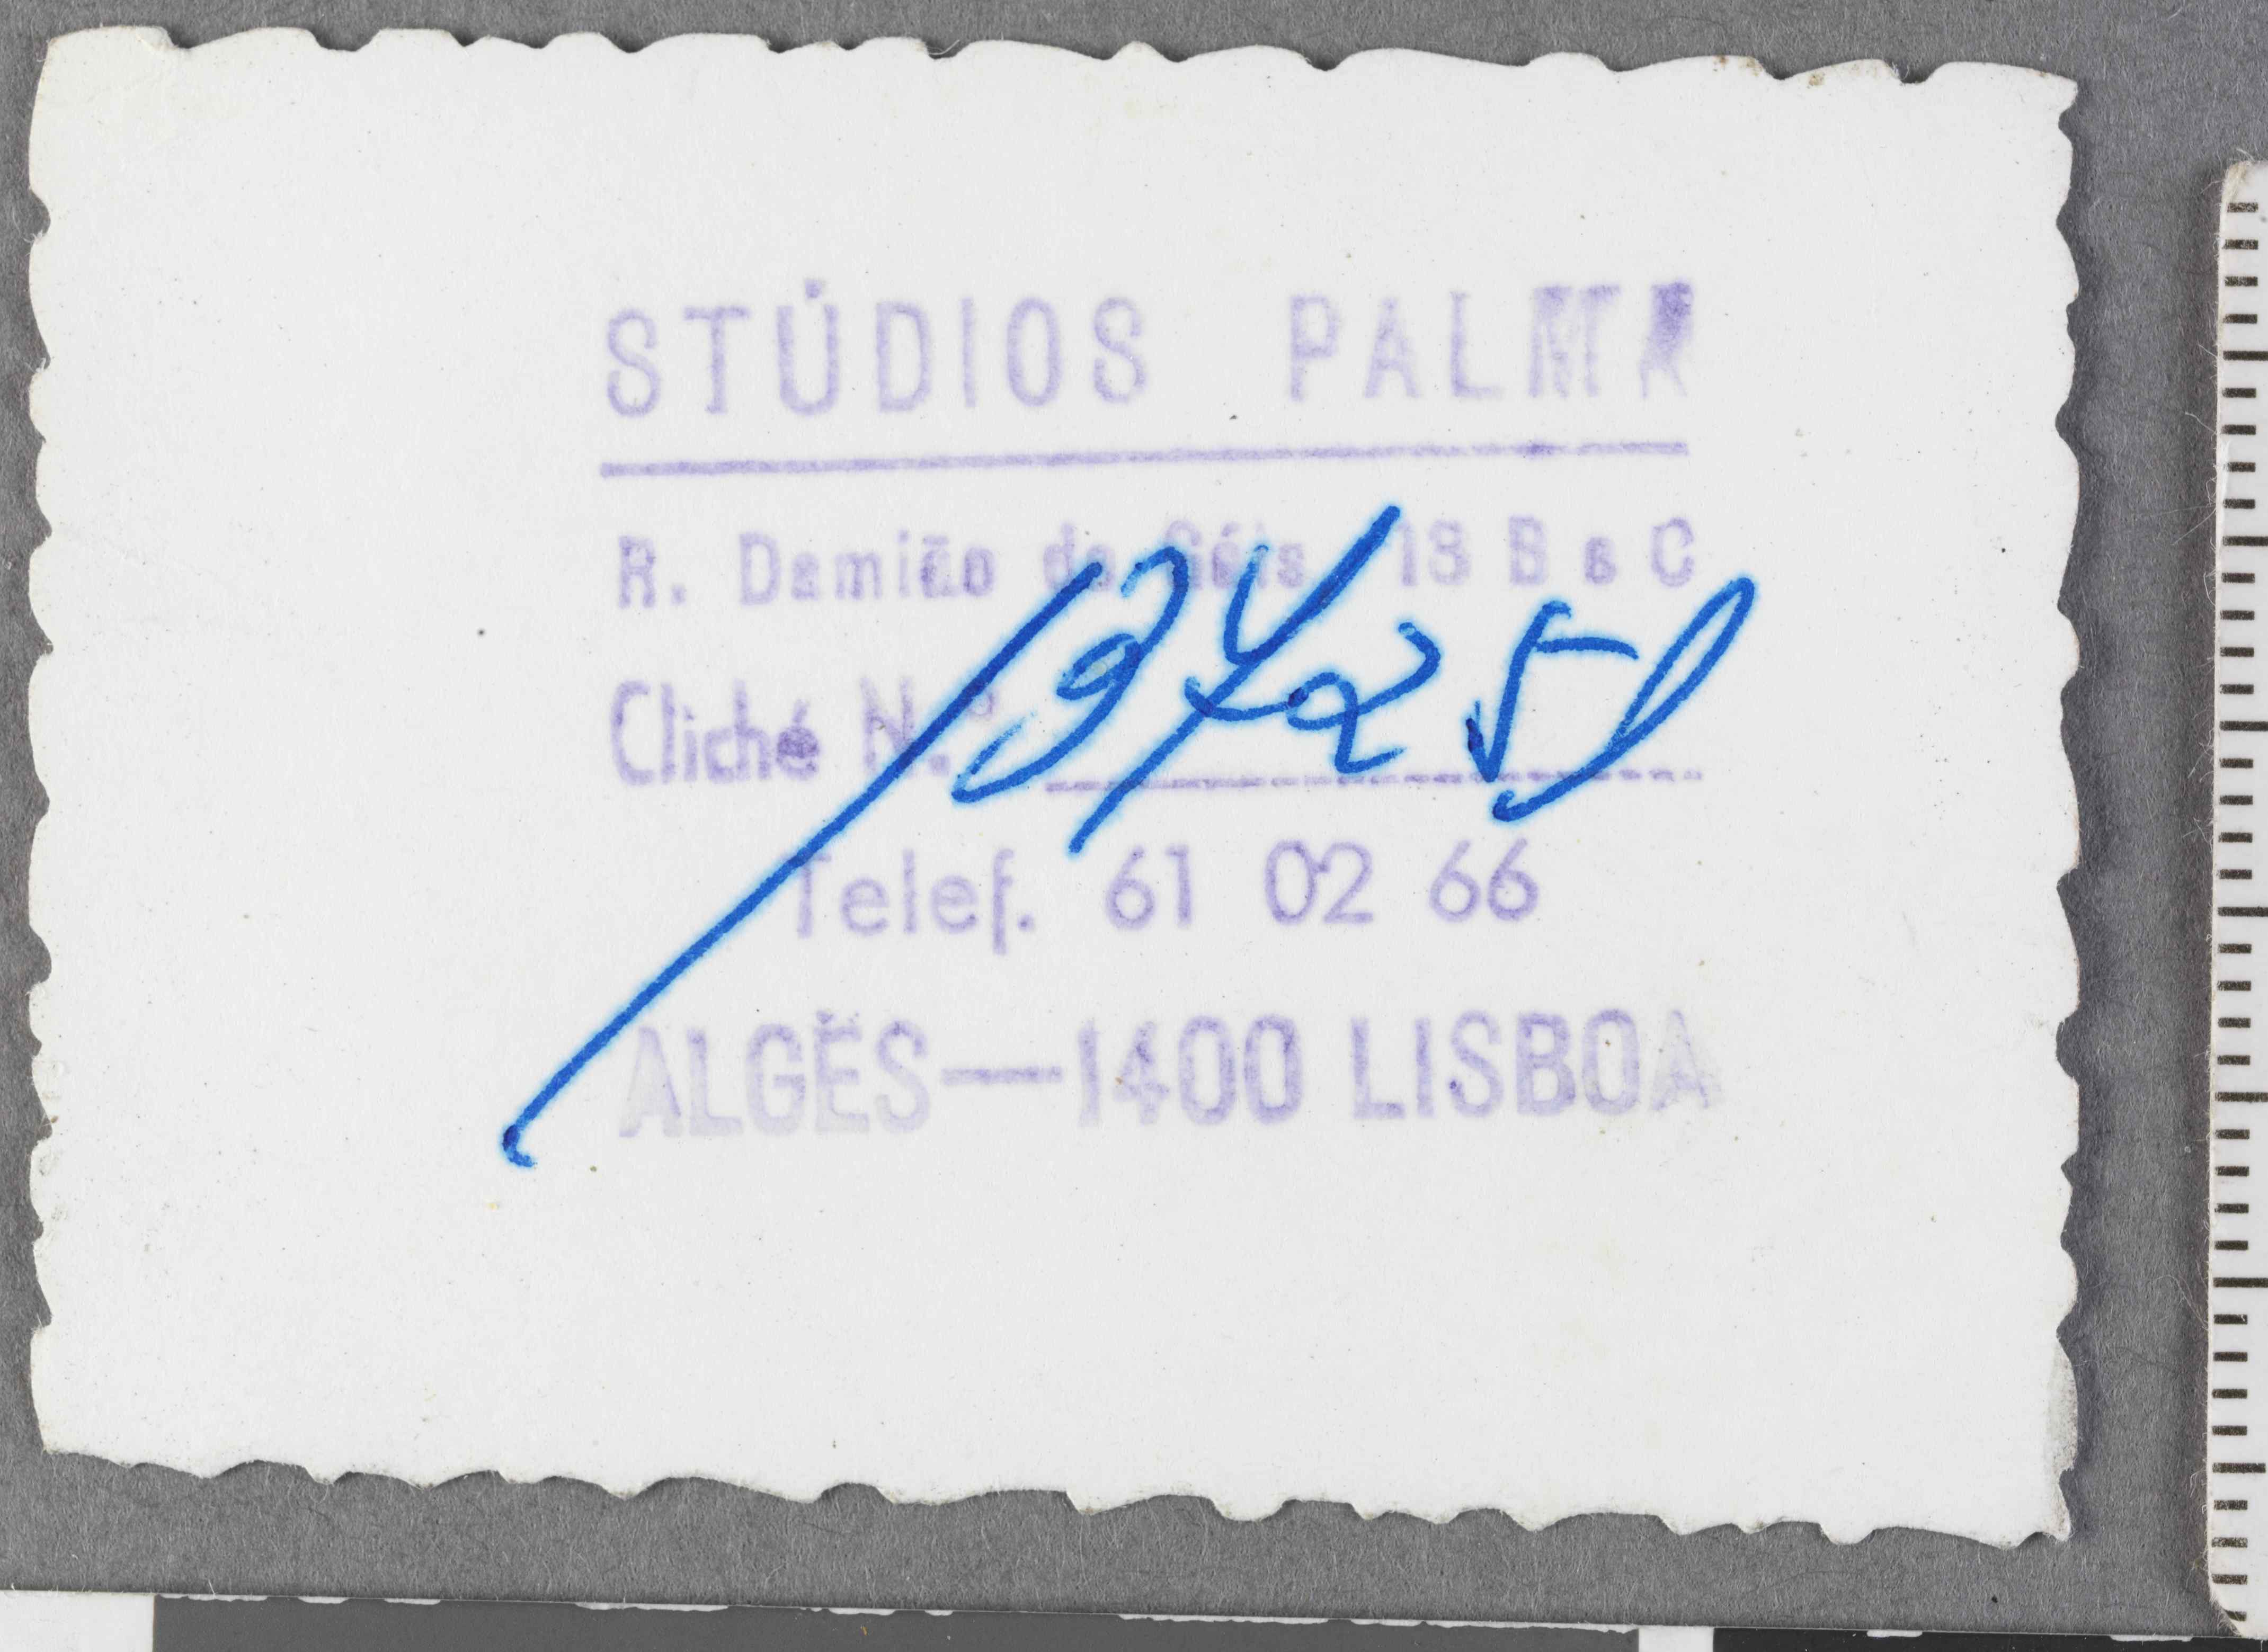 STÚDIOS PALMA
R. Damião de Góis, 13 B e C
Cliché N.º
Telef. 61 02 66
ALGÉS—1400 LISBOA